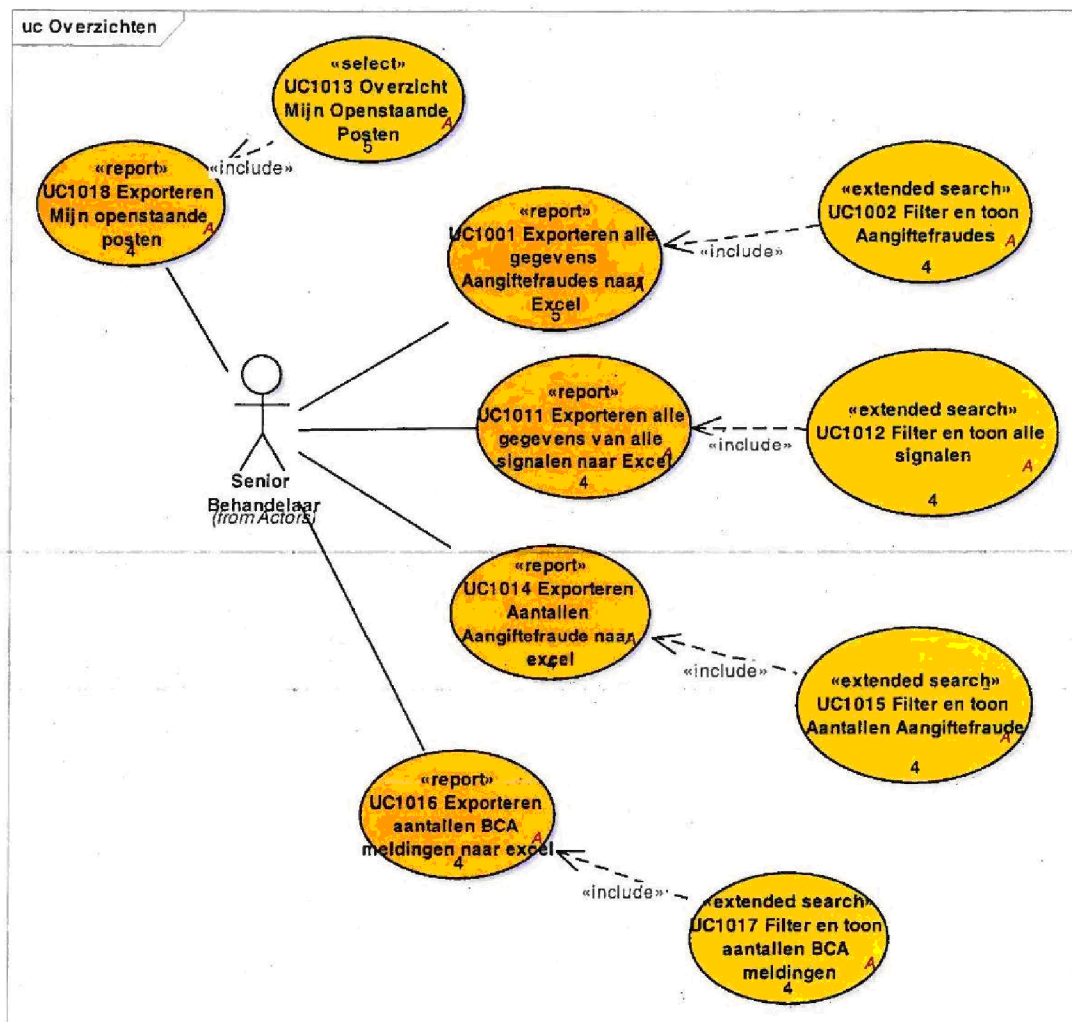 uc Overzichten
«select»
UC1013 Overzicht
Mijn Openstaande
Posten
A
5
«include»
«report»
UC1018 Exporteren
Mijn openstaande
posten
A
4
«report»
UC1001 Exporteren alle
gegevens
Aangiftefraudes naar
Excel
A
5
«include»
«extended search»
UC1002 Filter en toon
Aangiftefraudes
A
4
«report»
UC1011 Exporteren alle
gegevens van alle
signalen naar Excel
A
4
«include»
«extended search»
UC1012 Filter en toon alle
signalen
A
4
Senior
Behandelaar
(from Actors)
«report»
UC1014 Exporteren
Aantallen
Aangiftefraude naar
excel
A
4
«include»
«extended search»
UC1015 Filter en toon
Aantallen Aangiftefraude
A
4
«report»
UC1016 Exporteren
aantallen BCA
meldingen naar excel
A
4
«include»
«extended search»
UC1017 Filter en toon
aantallen BCA
meldingen
A
4